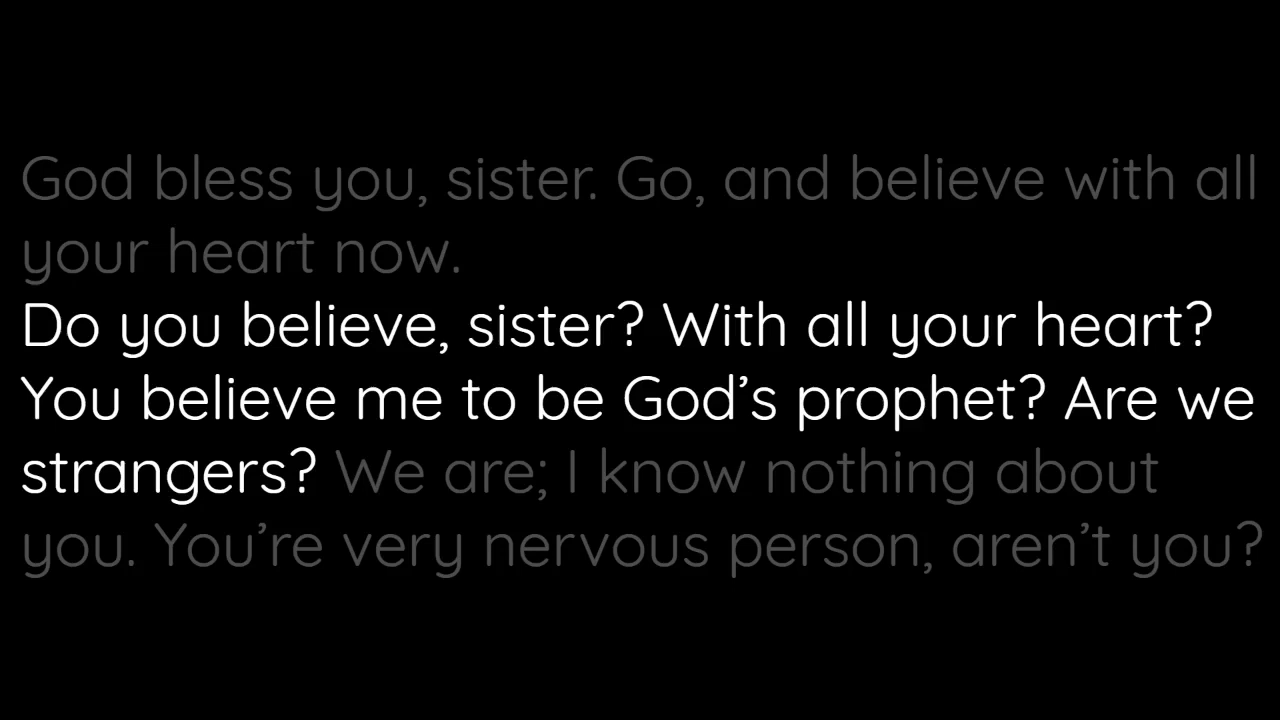 God bless you, sister. Go, and believe with all
your heart now.
Do you believe, sister? With all your heart?
You believe me to be God’s prophet? Are we
strangers? We are; I know nothing about
you. You’re very nervous person, aren’t you?